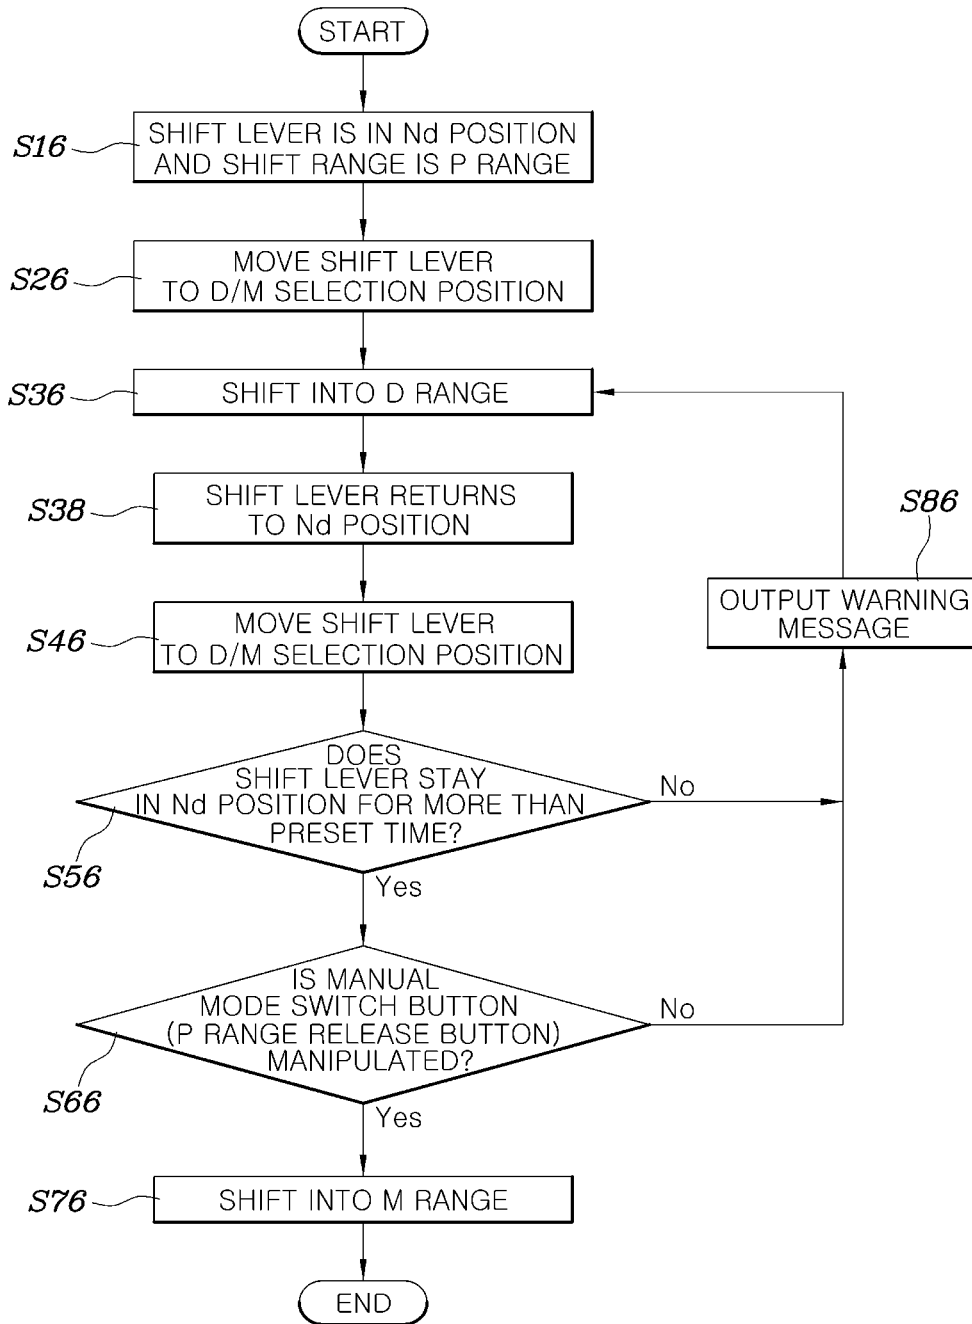 START
S16
SHIFT LEVER IS IN Nd POSITION
AND SHIFT RANGE IS P RANGE
S26
MOVE SHIFT LEVER
TO D/M SELECTION POSITION
S36
SHIFT INTO D RANGE
S38
SHIFT LEVER RETURNS
TO Nd POSITION
S86
OUTPUT WARNING
MESSAGE
S46
MOVE SHIFT LEVER
TO D/M SELECTION POSITION
DOES
SHIFT LEVER STAY
IN Nd POSITION FOR MORE THAN
PRESET TIME?
No
S56
Yes
IS MANUAL
MODE SWITCH BUTTON
(P RANGE RELEASE BUTTON)
MANIPULATED?
No
S66
Yes
S76
SHIFT INTO M RANGE
END